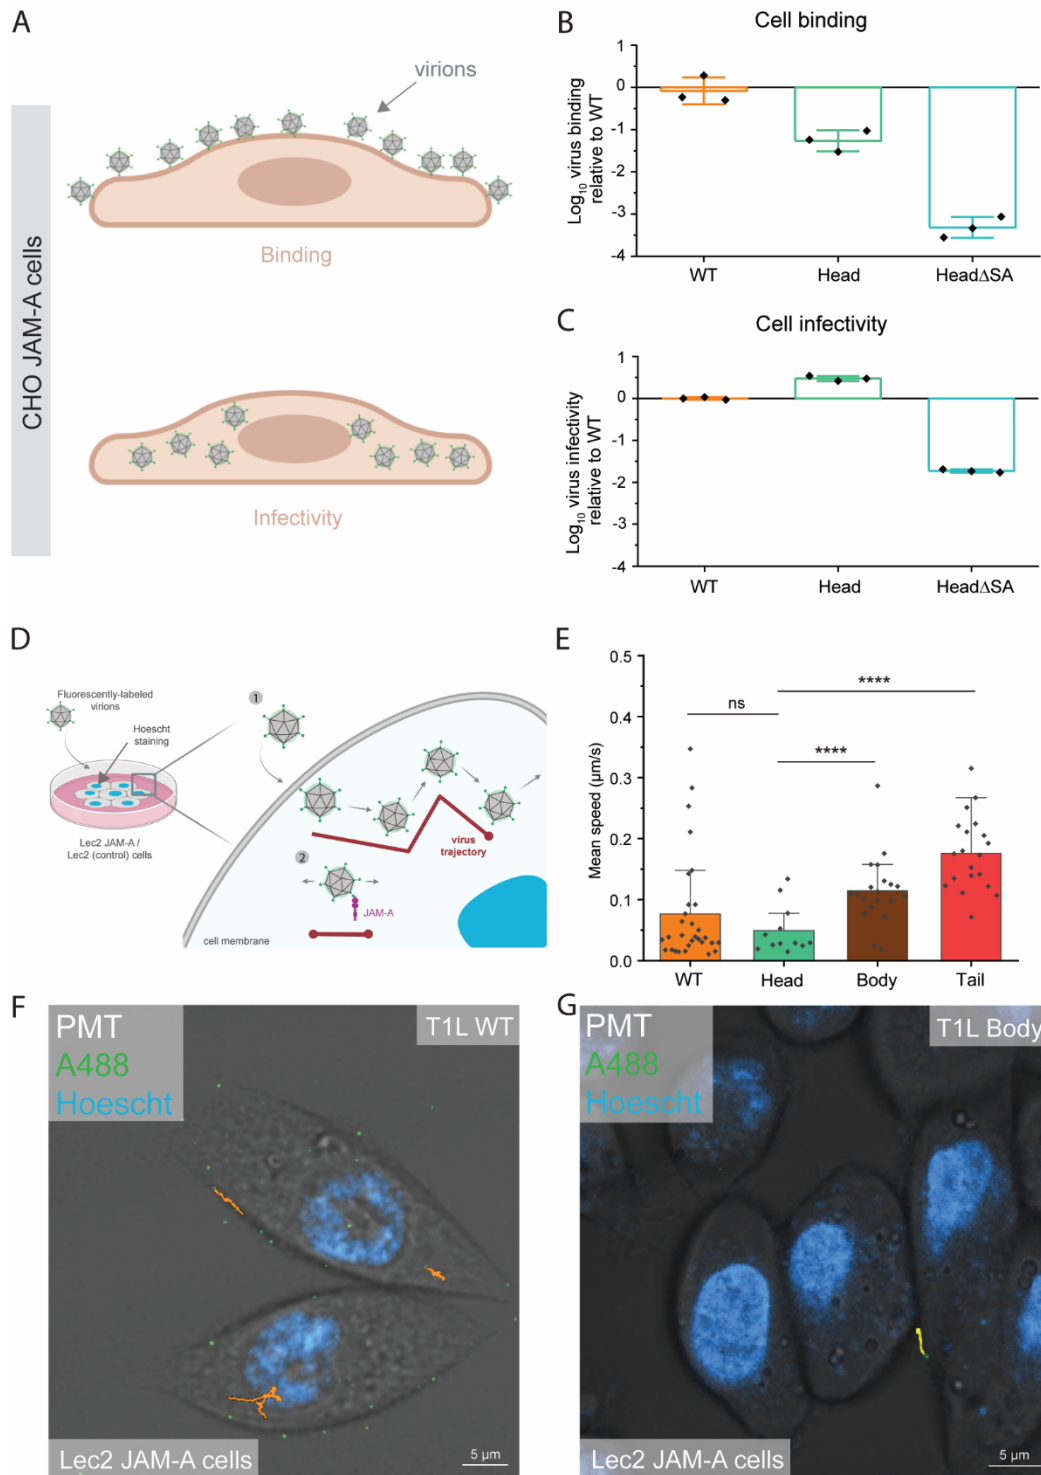 A
virions
Binding
CHO JAM-A cells
Infectivity
B
Cell binding
Log10 virus binding
relative to WT
1
0
-1
-2
-3
-4
WT
Head
HeadΔSA
C
Cell infectivity
Log10 virus infectivity
relative to WT
1
0
-1
-2
-3
-4
WT
Head
HeadΔSA
D
Fluorescently-labeled
virions
Hoescht
staining
Lec2 JAM-A /
Lec2 (control) cells
1
virus
trajectory
2
JAM-A
cell membrane
E
Mean speed (µm/s)
0.5
0.4
0.3
0.2
0.1
0.0
ns
****
****
WT
Head
Body
Tail
F
PMT
A488
Hoescht
T1L WT
Lec2 JAM-A cells
5 µm
G
PMT
A488
Hoescht
T1L Body
Lec2 JAM-A cells
5 µm